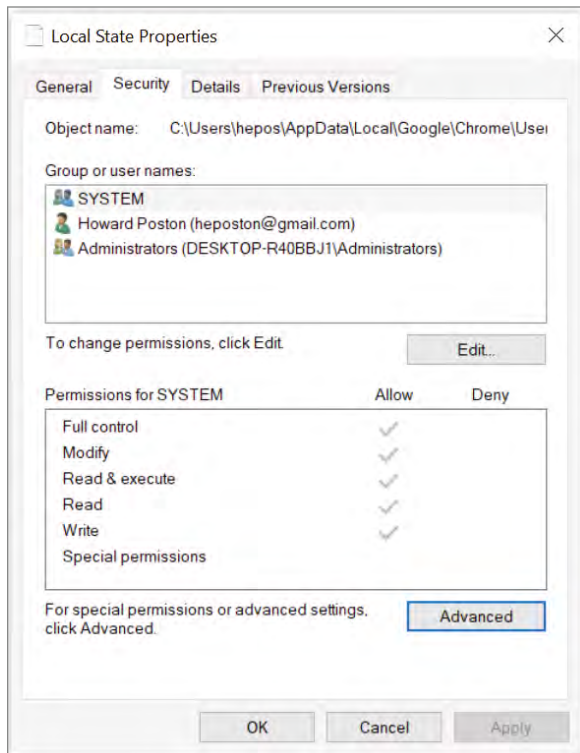 Local State Properties
General Security Details Previous Versions
Object name: C:\Users\hepos\AppData\Local\Google\Chrome\User
Group or user names:
SYSTEM
Howard Poston (heposton@gmail.com)
Administrators (DESKTOP-R40BBJ1\Administrators)
To change permissions, click Edit.
Edit...
Permissions for SYSTEM Allow Deny
Full control
Modify
Read & execute
Read
Write
Special permissions
For special permissions or advanced settings,
click Advanced.
Advanced
OK Cancel Apply